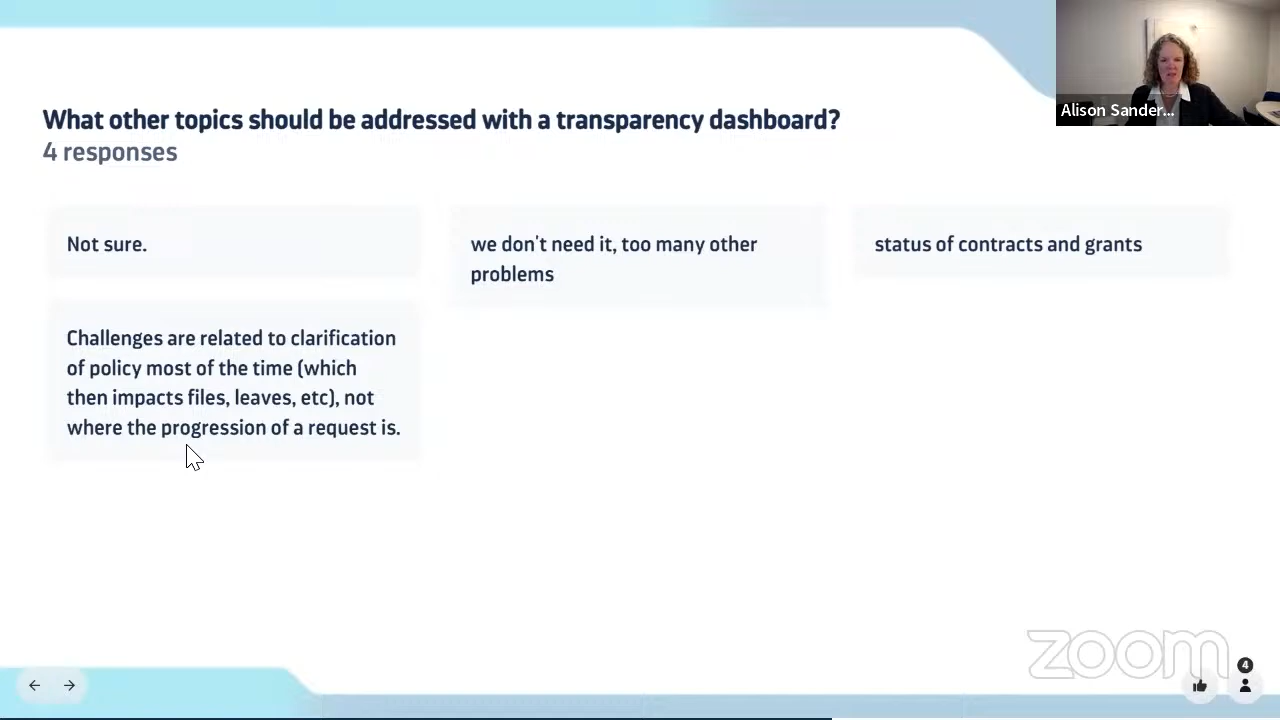 What other topics should be addressed with a transparency dashboard?
4 responses
Alison Sander...
Not sure.
we don't need it, too many other
problems
status of contracts and grants
Challenges are related to clarification
of policy most of the time (which
then impacts files, leaves, etc), not
where the progression of a request is.
zoom
4